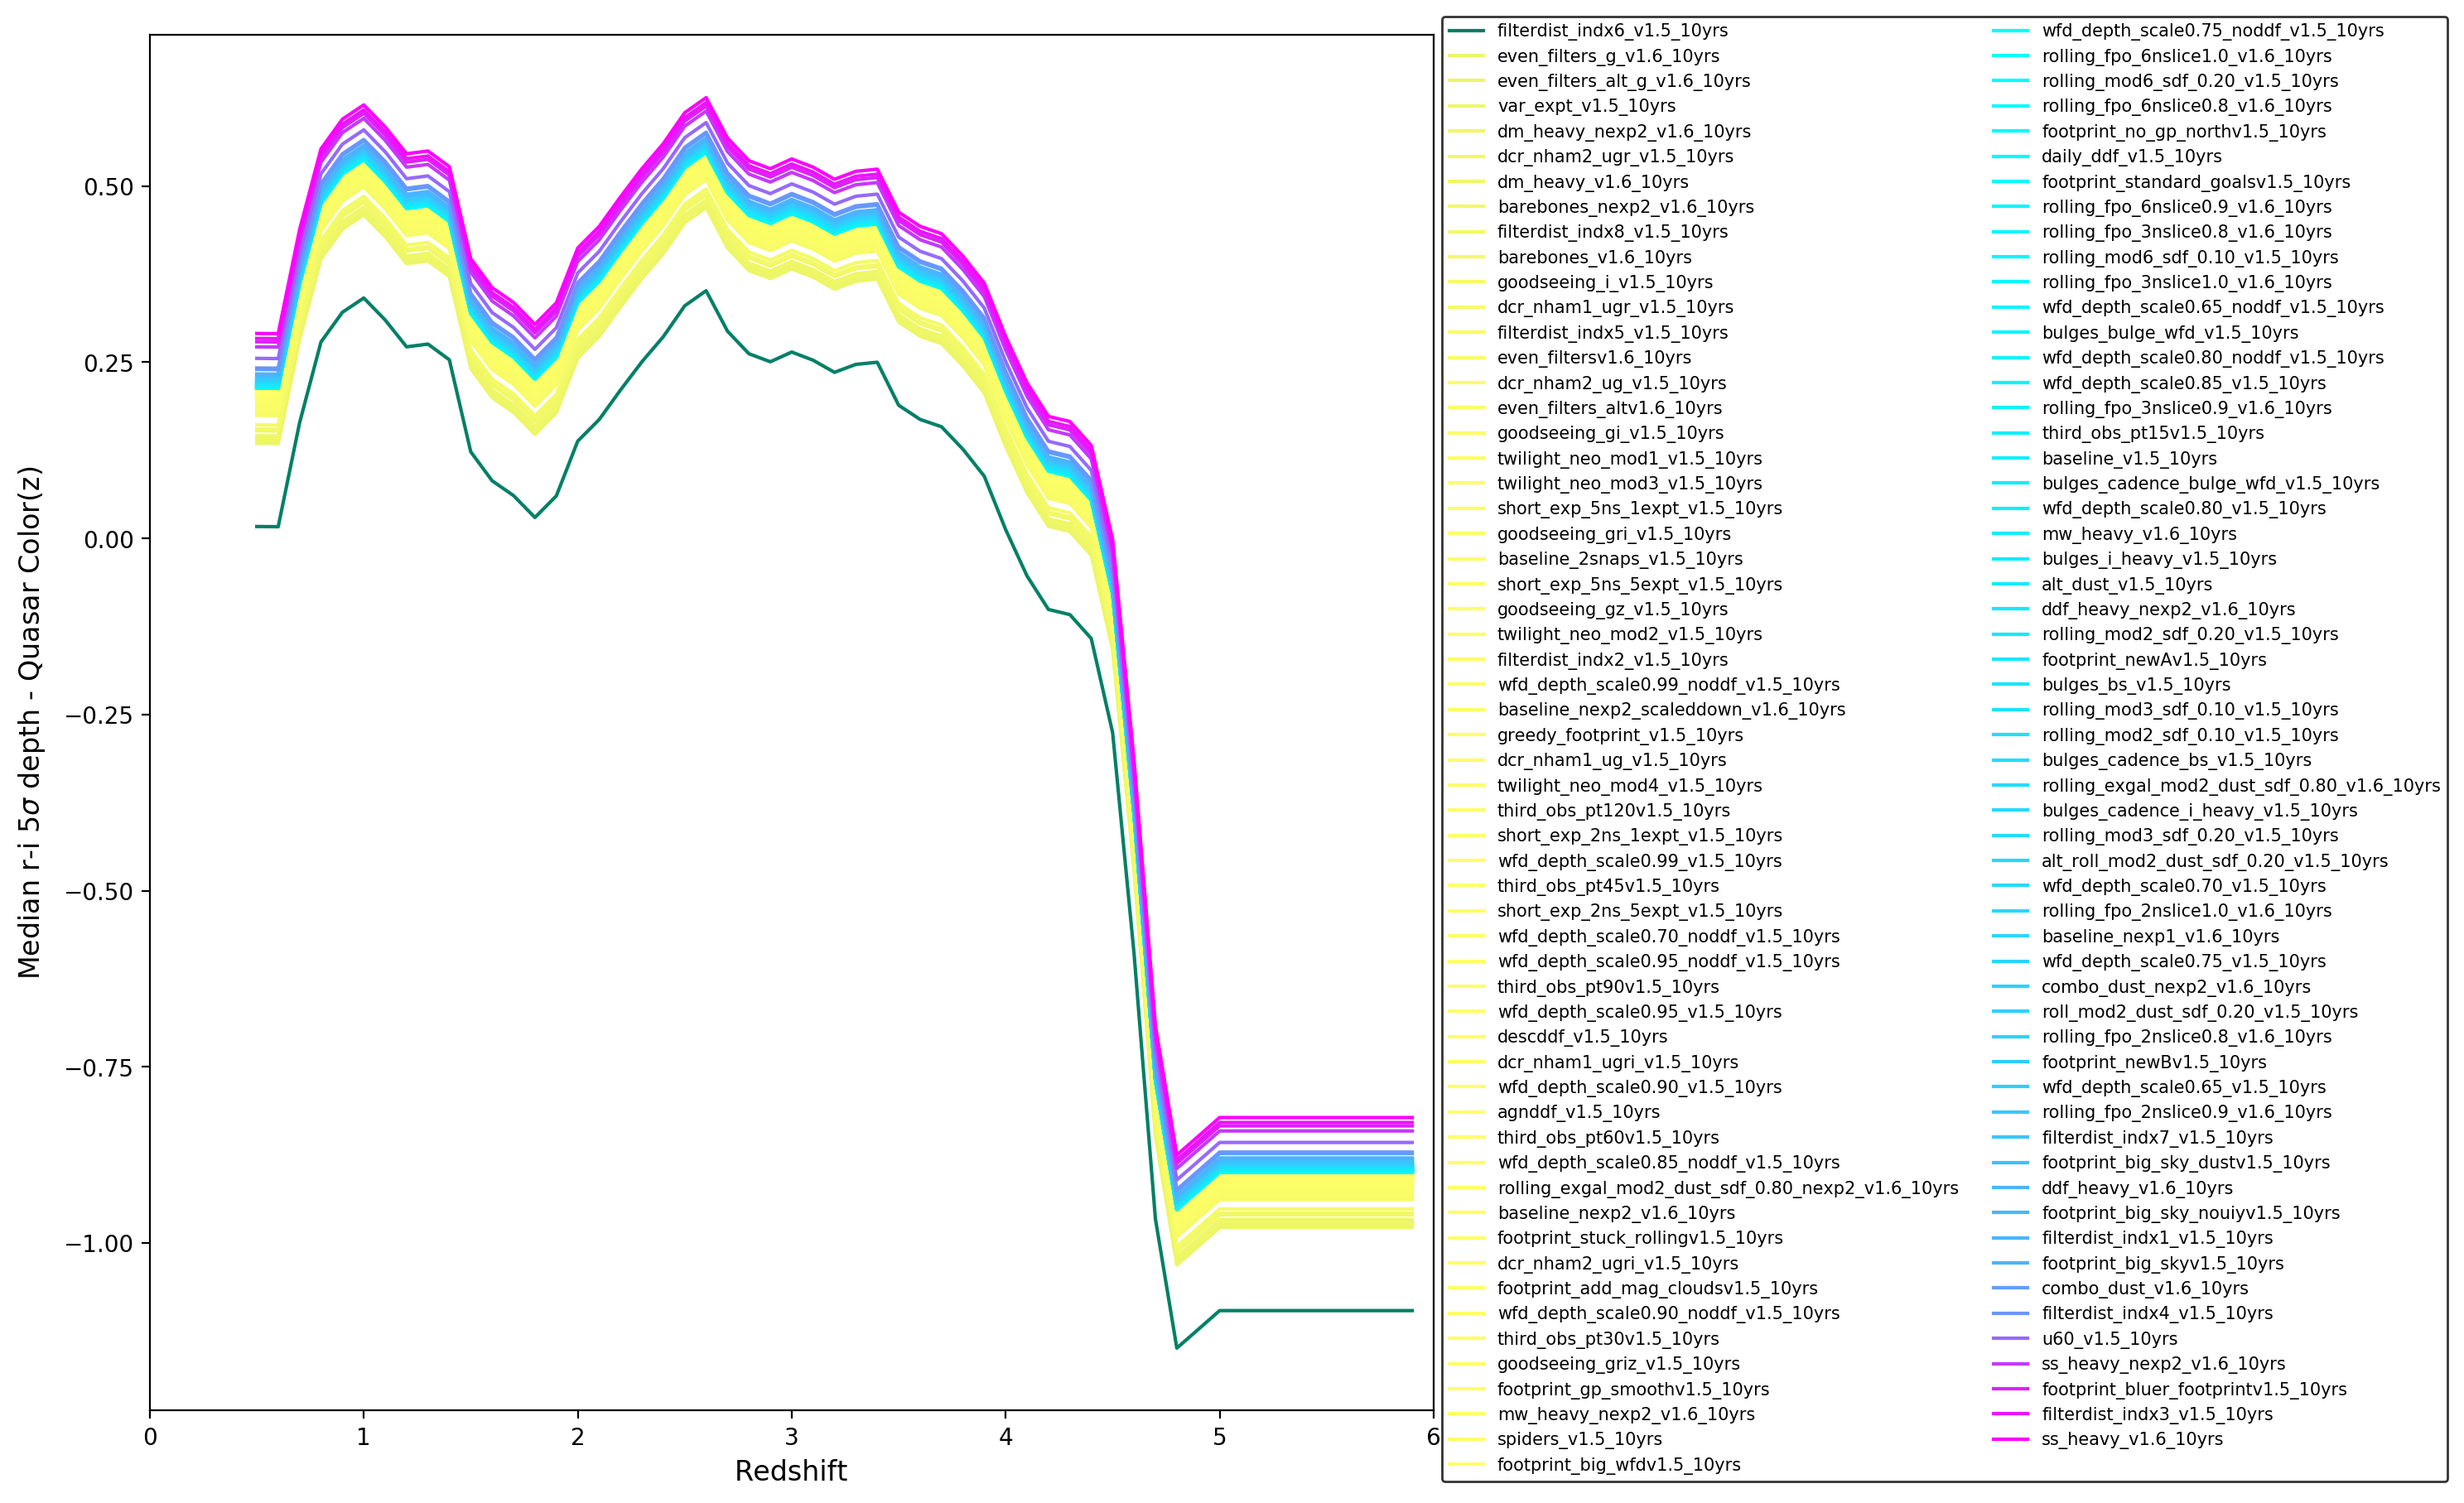 0.50
0.25
0.00
−0.25
−0.50
−0.75
−1.00
Median r-i 5σ depth - Quasar Color(z)
0
1
2
3
4
5
6
Redshift
filterdist_indx6_v1.5_10yrs
even_filters_g_v1.6_10yrs
even_filters_alt_g_v1.6_10yrs
var_expt_v1.5_10yrs
dm_heavy_nexp2_v1.6_10yrs
dcr_nham2_ugr_v1.5_10yrs
dm_heavy_v1.6_10yrs
barebones_nexp2_v1.6_10yrs
filterdist_indx8_v1.5_10yrs
barebones_v1.6_10yrs
goodseeing_i_v1.5_10yrs
dcr_nham1_ugr_v1.5_10yrs
filterdist_indx5_v1.5_10yrs
even_filtersv1.6_10yrs
dcr_nham2_ug_v1.5_10yrs
even_filters_altv1.6_10yrs
goodseeing_gi_v1.5_10yrs
twilight_neo_mod1_v1.5_10yrs
twilight_neo_mod3_v1.5_10yrs
short_exp_5ns_1expt_v1.5_10yrs
goodseeing_gri_v1.5_10yrs
baseline_2snaps_v1.5_10yrs
short_exp_5ns_5expt_v1.5_10yrs
goodseeing_gz_v1.5_10yrs
twilight_neo_mod2_v1.5_10yrs
filterdist_indx2_v1.5_10yrs
wfd_depth_scale0.99_noddf_v1.5_10yrs
baseline_nexp2_scaleddown_v1.6_10yrs
greedy_footprint_v1.5_10yrs
dcr_nham1_ug_v1.5_10yrs
twilight_neo_mod4_v1.5_10yrs
third_obs_pt120v1.5_10yrs
short_exp_2ns_1expt_v1.5_10yrs
wfd_depth_scale0.99_v1.5_10yrs
third_obs_pt45v1.5_10yrs
short_exp_2ns_5expt_v1.5_10yrs
wfd_depth_scale0.70_noddf_v1.5_10yrs
wfd_depth_scale0.95_noddf_v1.5_10yrs
third_obs_pt90v1.5_10yrs
wfd_depth_scale0.95_v1.5_10yrs
descddf_v1.5_10yrs
dcr_nham1_ugri_v1.5_10yrs
wfd_depth_scale0.90_v1.5_10yrs
agnddf_v1.5_10yrs
third_obs_pt60v1.5_10yrs
wfd_depth_scale0.85_noddf_v1.5_10yrs
rolling_exgal_mod2_dust_sdf_0.80_nexp2_v1.6_10yrs
baseline_nexp2_v1.6_10yrs
footprint_stuck_rollingv1.5_10yrs
dcr_nham2_ugri_v1.5_10yrs
footprint_add_mag_cloudsv1.5_10yrs
wfd_depth_scale0.90_noddf_v1.5_10yrs
third_obs_pt30v1.5_10yrs
goodseeing_griz_v1.5_10yrs
footprint_gp_smoothv1.5_10yrs
mw_heavy_nexp2_v1.6_10yrs
spiders_v1.5_10yrs
footprint_big_wfdv1.5_10yrs
wfd_depth_scale0.75_noddf_v1.5_10yrs
rolling_fpo_6nslice1.0_v1.6_10yrs
rolling_mod6_sdf_0.20_v1.5_10yrs
rolling_fpo_6nslice0.8_v1.6_10yrs
footprint_no_gp_northv1.5_10yrs
daily_ddf_v1.5_10yrs
footprint_standard_goalsv1.5_10yrs
rolling_fpo_6nslice0.9_v1.6_10yrs
rolling_fpo_3nslice0.8_v1.6_10yrs
rolling_mod6_sdf_0.10_v1.5_10yrs
rolling_fpo_3nslice1.0_v1.6_10yrs
wfd_depth_scale0.65_noddf_v1.5_10yrs
bulges_bulge_wfd_v1.5_10yrs
wfd_depth_scale0.80_noddf_v1.5_10yrs
wfd_depth_scale0.85_v1.5_10yrs
rolling_fpo_3nslice0.9_v1.6_10yrs
third_obs_pt15v1.5_10yrs
baseline_v1.5_10yrs
bulges_cadence_bulge_wfd_v1.5_10yrs
wfd_depth_scale0.80_v1.5_10yrs
mw_heavy_v1.6_10yrs
bulges_i_heavy_v1.5_10yrs
alt_dust_v1.5_10yrs
ddf_heavy_nexp2_v1.6_10yrs
rolling_mod2_sdf_0.20_v1.5_10yrs
footprint_newAv1.5_10yrs
bulges_bs_v1.5_10yrs
rolling_mod3_sdf_0.10_v1.5_10yrs
rolling_mod2_sdf_0.10_v1.5_10yrs
bulges_cadence_bs_v1.5_10yrs
rolling_exgal_mod2_dust_sdf_0.80_v1.6_10yrs
bulges_cadence_i_heavy_v1.5_10yrs
rolling_mod3_sdf_0.20_v1.5_10yrs
alt_roll_mod2_dust_sdf_0.20_v1.5_10yrs
wfd_depth_scale0.70_v1.5_10yrs
rolling_fpo_2nslice1.0_v1.6_10yrs
baseline_nexp1_v1.6_10yrs
wfd_depth_scale0.75_v1.5_10yrs
combo_dust_nexp2_v1.6_10yrs
roll_mod2_dust_sdf_0.20_v1.5_10yrs
rolling_fpo_2nslice0.8_v1.6_10yrs
footprint_newBv1.5_10yrs
wfd_depth_scale0.65_v1.5_10yrs
rolling_fpo_2nslice0.9_v1.6_10yrs
filterdist_indx7_v1.5_10yrs
footprint_big_sky_dustv1.5_10yrs
ddf_heavy_v1.6_10yrs
footprint_big_sky_nouiyv1.5_10yrs
filterdist_indx1_v1.5_10yrs
footprint_big_skyv1.5_10yrs
combo_dust_v1.6_10yrs
filterdist_indx4_v1.5_10yrs
u60_v1.5_10yrs
ss_heavy_nexp2_v1.6_10yrs
footprint_bluer_footprintv1.5_10yrs
filterdist_indx3_v1.5_10yrs
ss_heavy_v1.6_10yrs